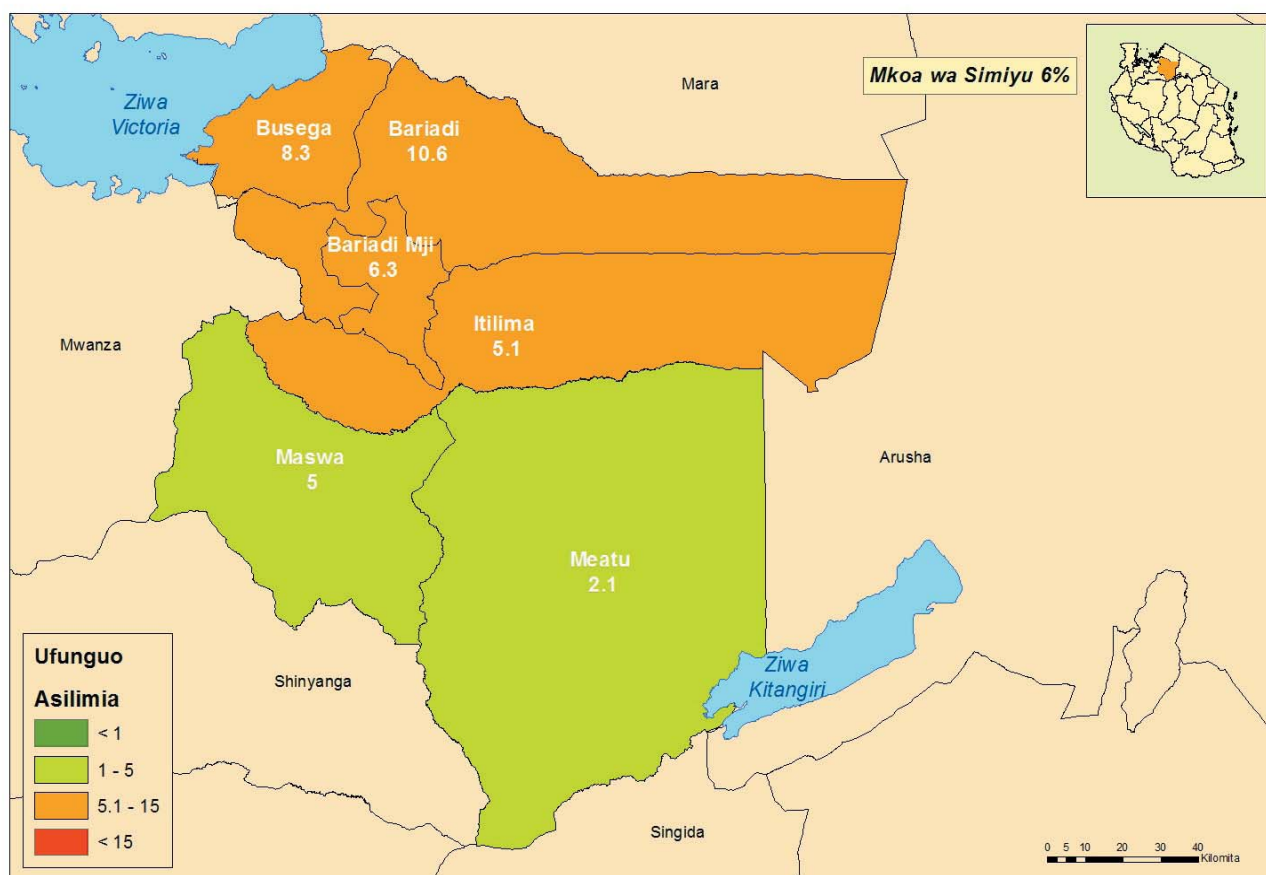 Mara
Mkoa wa Simiyu 6%
Ziwa
Victoria
Busega
8.3
Bariadi
10.6
Bariadi Mji
6.3
Itilima
5.1
Mwanza
Maswa
5
Arusha
Meatu
2.1
Ziwa
Kitangiri
Shinyanga
Singida
Ufunguo
Asilimia
< 1
1 - 5
5.1 - 15
< 15
0 5 10 20 30 40
Kilomita